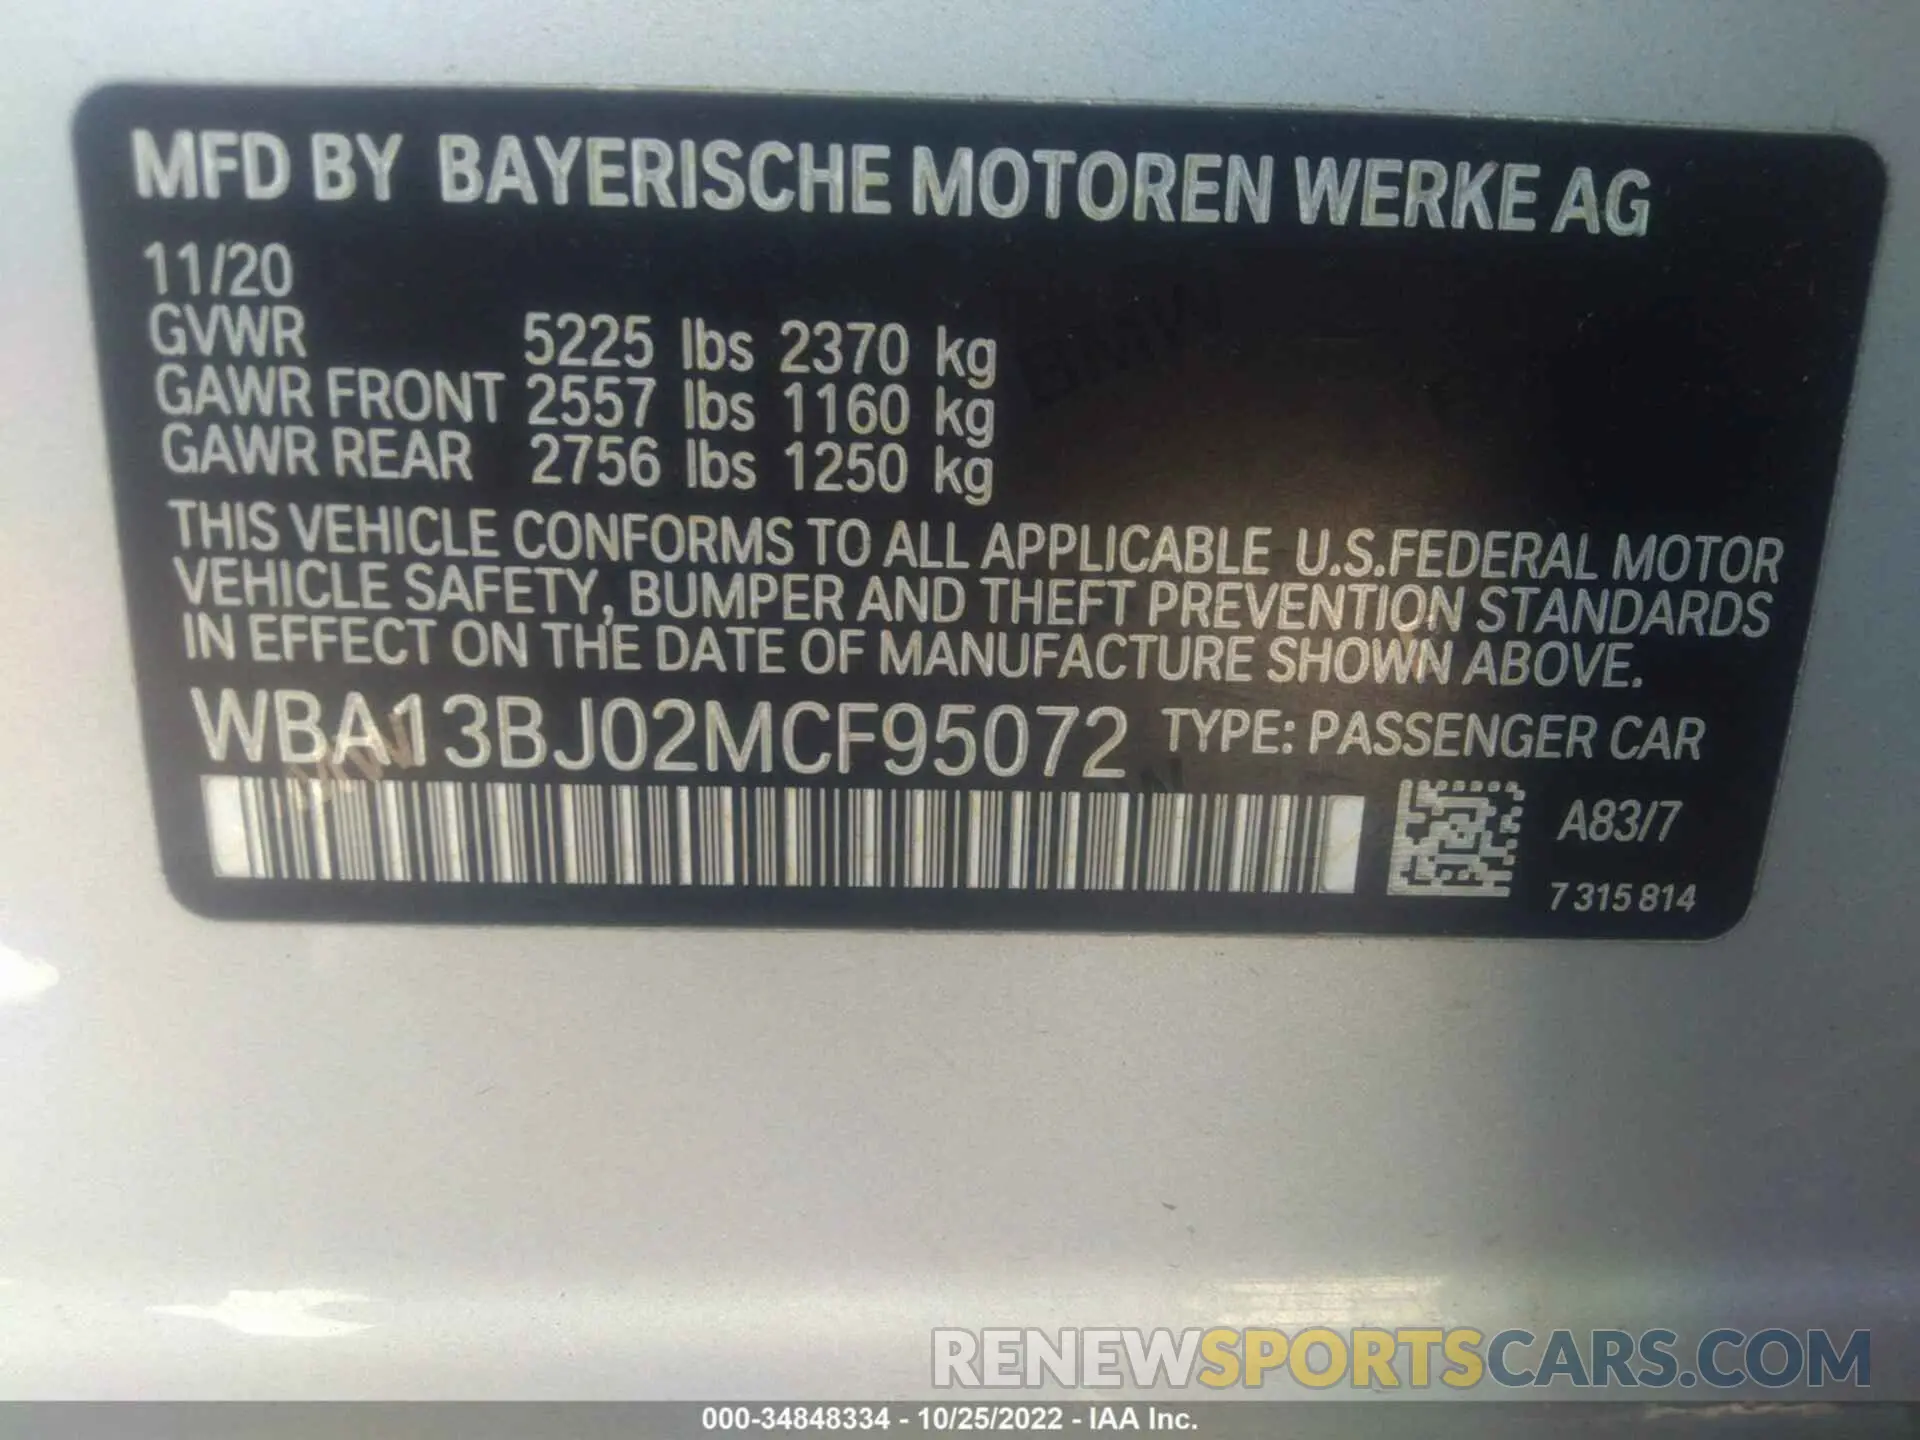 MFD BY BAYERISCHE MOTOREN WERKE AG
11/20
GVWR 5225 lbs 2370 kg
GAWR FRONT 2557 lbs 1160 kg
GAWR REAR 2756 lbs 1250 kg
THIS VEHICLE CONFORMS TO ALL APPLICABLE U.S.FEDERAL MOTOR
VEHICLE SAFETY, BUMPER AND THEFT PREVENTION STANDARDS
IN EFFECT ON THE DATE OF MANUFACTURE SHOWN ABOVE.
WBA13BJ02MCF95072 TYPE: PASSENGER CAR
A83/7
7 315 814
RENEWSPORTSCARS.COM
000-34848334 - 10/25/2022 - IAA Inc.